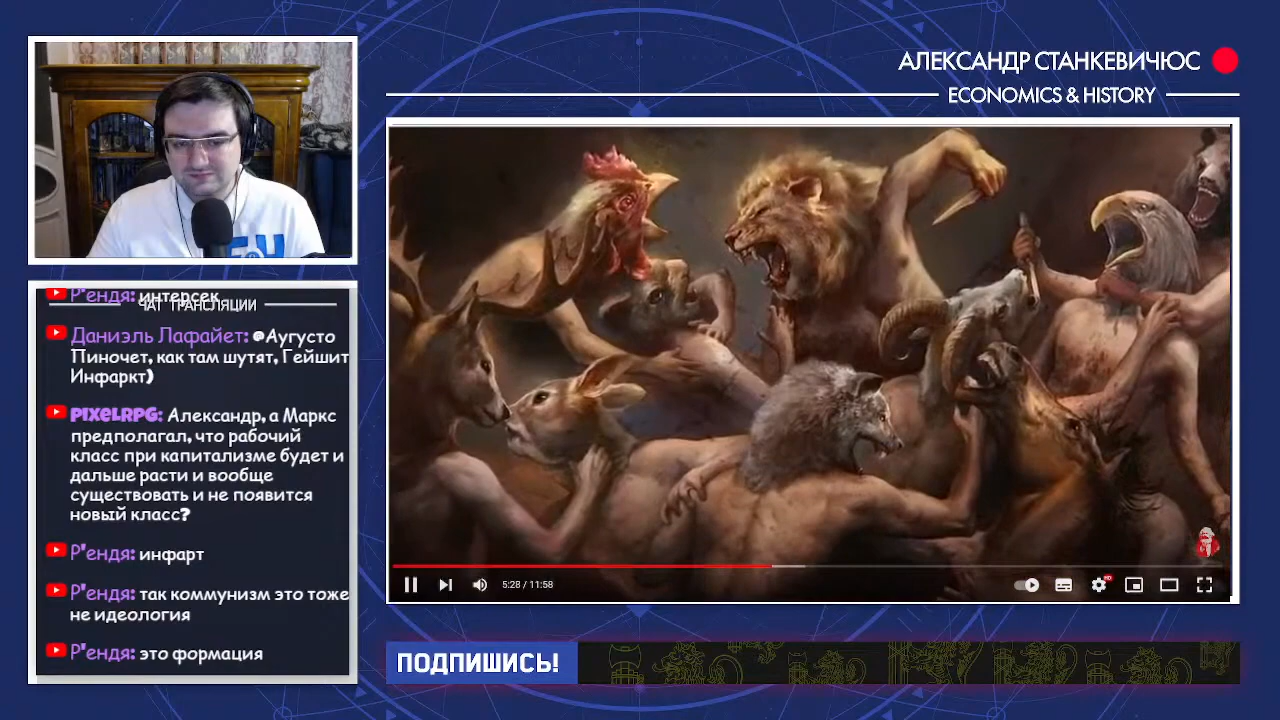 АЛЕКСАНДР СТАНКЕВИЧЮС
ECONOMICS & HISTORY
Р'ендя: интерсек
ЧАТ ТРАНСЛЯЦИИ
Даниэль Лафайет: @Аугусто
Пиночет, как там шутят, Гейшит
Инфаркт)
PIXELRPG: Александр, а Маркс
предполагал, что рабочий
класс при капитализме будет и
дальше расти и вообще
существовать и не появится
новый класс?
Р'ендя: инфарт
Р'ендя: так коммунизм это тоже
не идеология
Р'ендя: это формация
5:28 / 11:58
HD
ПОДПИШИСЬ!